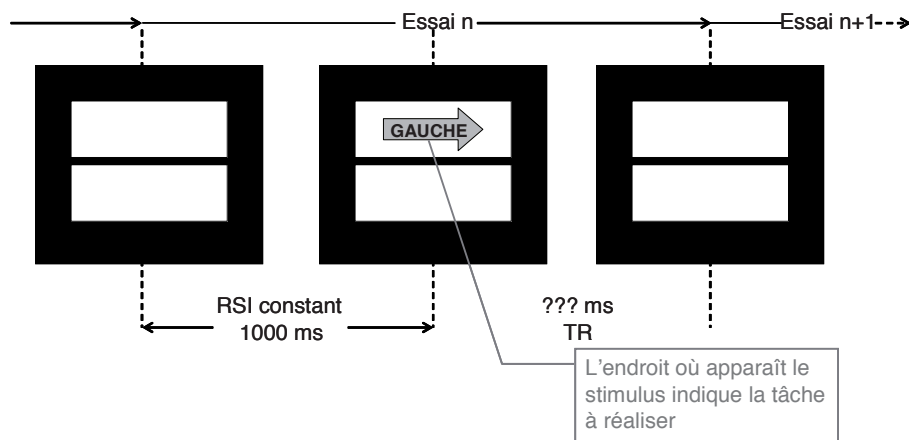 Essai n
Essai n+1
GAUCHE
RSI constant
1000 ms
??? ms
TR
L'endroit où apparaît le
stimulus indique la tâche
à réaliser